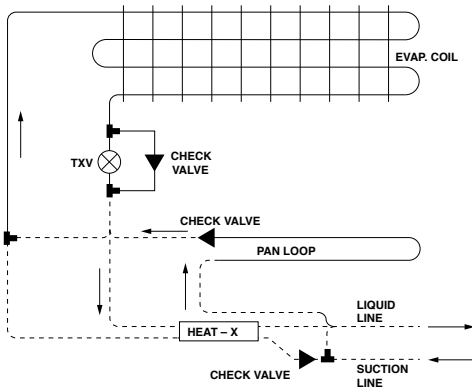 EVAP. COIL
TXV
CHECK
VALVE
CHECK VALVE
PAN LOOP
LIQUID
LINE
HEAT – X
CHECK VALVE
SUCTION
LINE